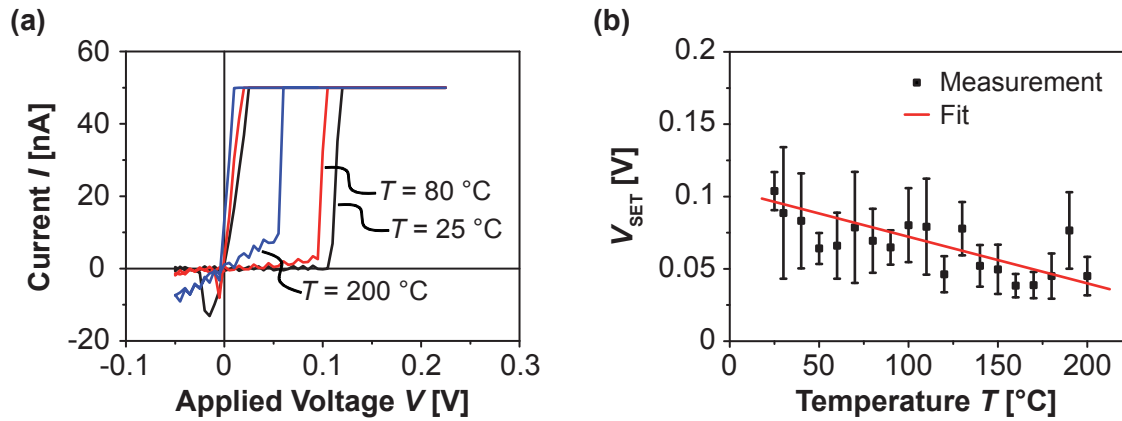 (a)
60
50
40
20
0
-20
Current I [nA]
T = 80 °C
T = 25 °C
T = 200 °C
-0.1 0 0.1 0.2 0.3
Applied Voltage V [V]
(b)
0.2
0.15
0.1
0.05
0
VSET [V]
Measurement
Fit
0 50 100 150 200
Temperature T [°C]